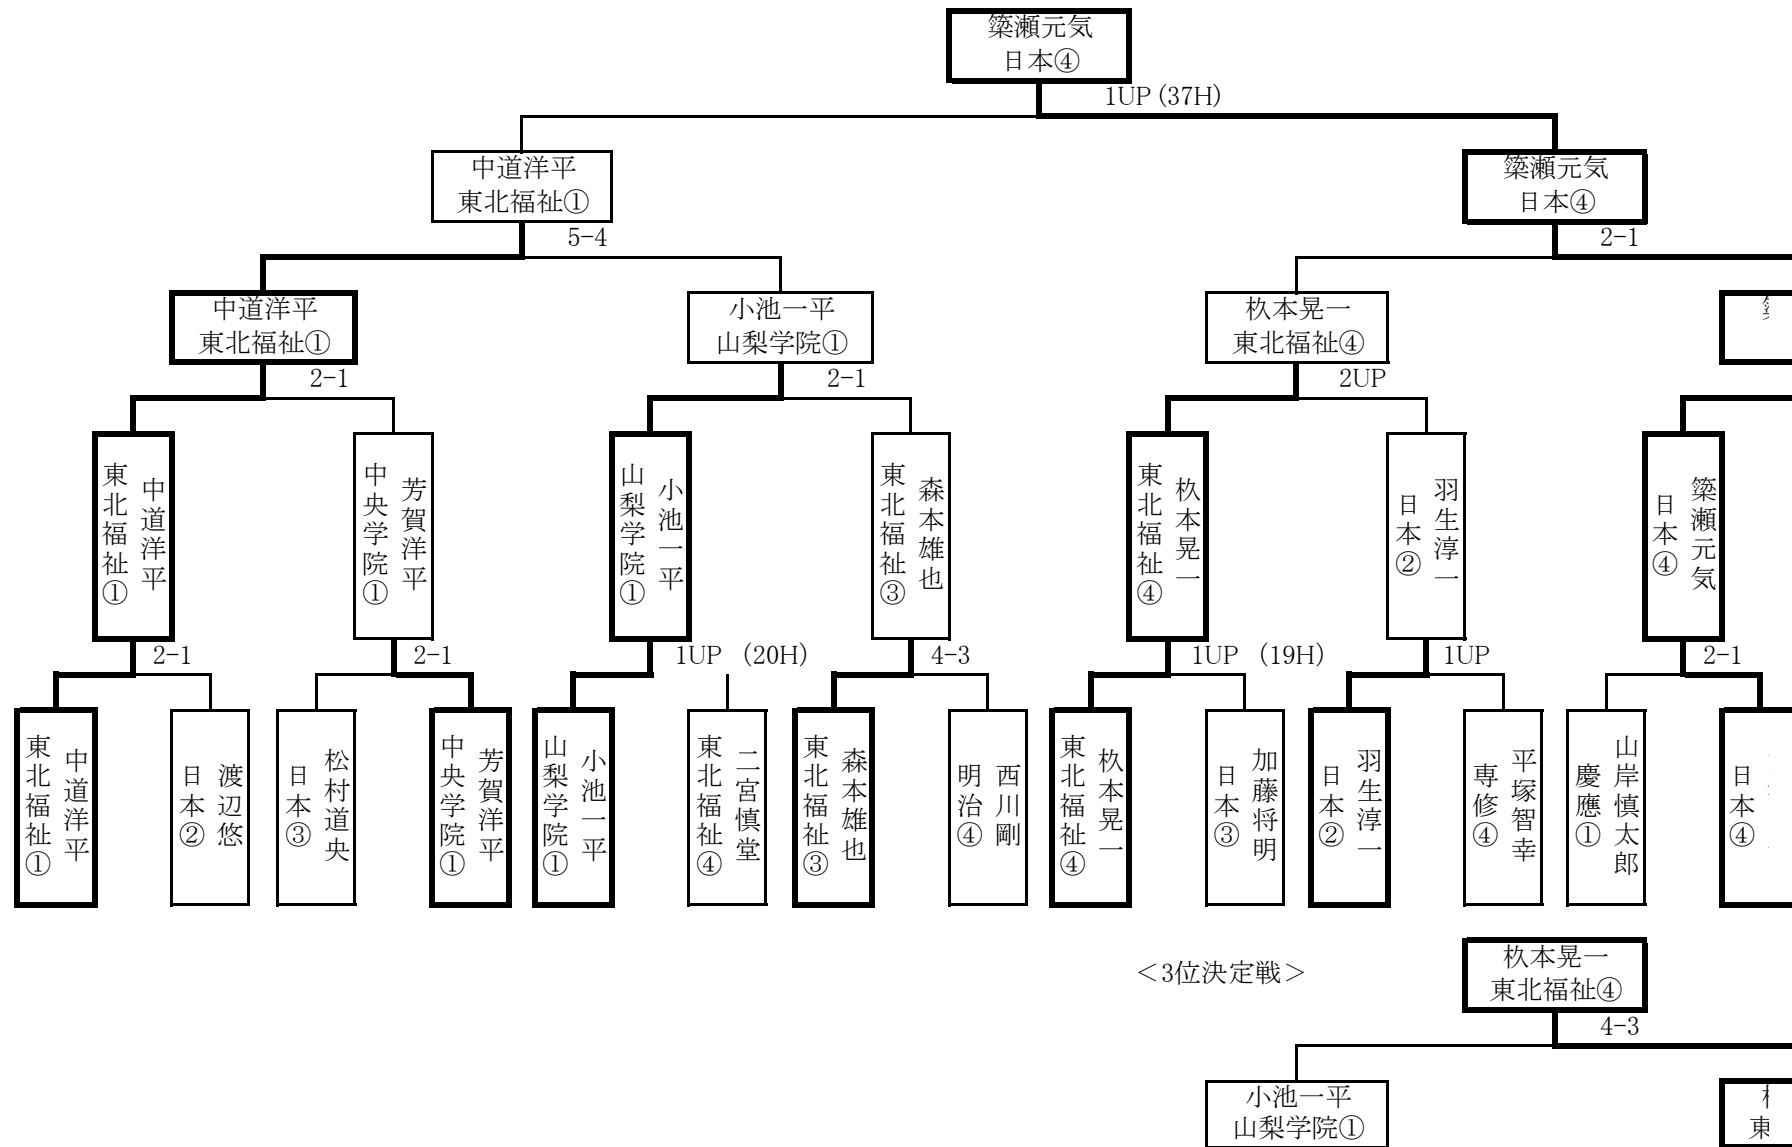 簗瀬元気
日本④
1UP (37H)
中道洋平
東北福祉①
簗瀬元気
日本④
5-4
2-1
中道洋平
東北福祉①
小池一平
山梨学院①
杁本晃一
東北福祉④
2-1
2-1
2UP
中道洋平
東北福祉①
芳賀洋平
中央学院①
小池一平
山梨学院①
森本雄也
東北福祉③
杁本晃一
東北福祉④
羽生淳一
日本②
簗瀬元気
日本④
2-1
2-1
1UP (20H)
4-3
1UP (19H)
1UP
2-1
中道洋平
東北福祉①
渡辺悠
日本②
松村道央
日本③
芳賀洋平
中央学院①
小池一平
山梨学院①
二宮慎堂
東北福祉④
森本雄也
東北福祉③
西川剛
明治④
杁本晃一
東北福祉④
加藤将明
日本③
羽生淳一
日本②
平塚智幸
専修④
山岸慎太郎
慶應①
日本④
＜3位決定戦＞
杁本晃一
東北福祉④
4-3
小池一平
山梨学院①
東